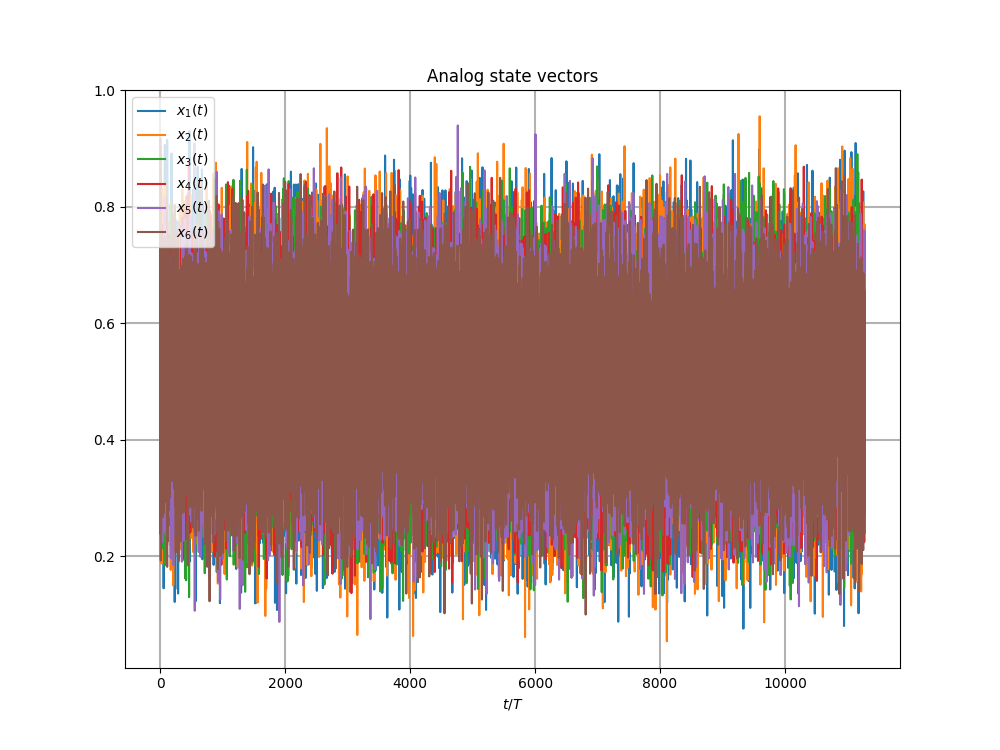 Analog state vectors
1.0
0.8
0.6
0.4
0.2
x₁(t)
x₂(t)
x₃(t)
x₄(t)
x₅(t)
x₆(t)
0 2000 4000 6000 8000 10000
t/T